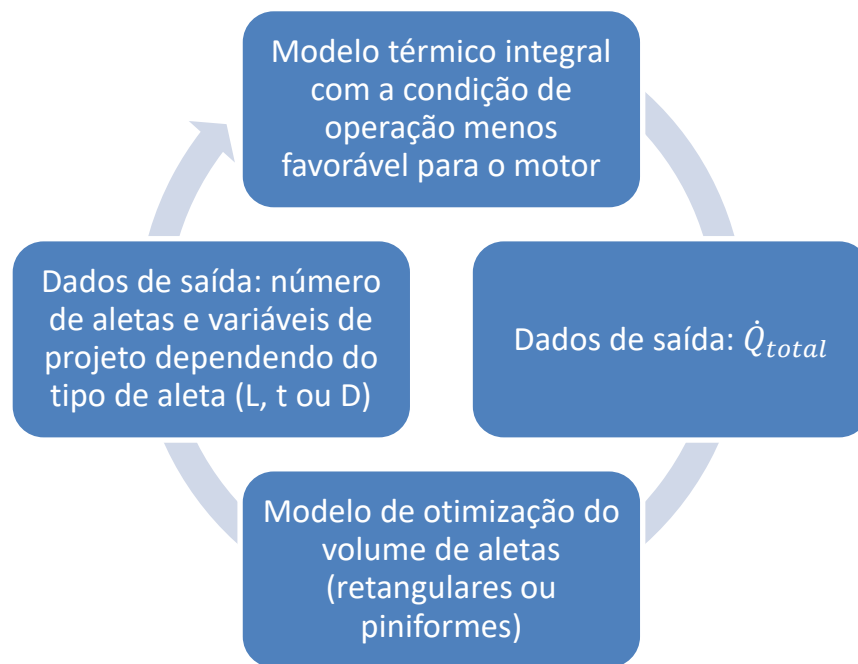 Modelo térmico integral
com a condição de
operação menos
favorável para o motor
Dados de saída: $\dot{Q}_{total}$
Modelo de otimização do
volume de aletas
(retangulares ou
piniformes)
Dados de saída: número
de aletas e variáveis de
projeto dependendo do
tipo de aleta (L, t ou D)